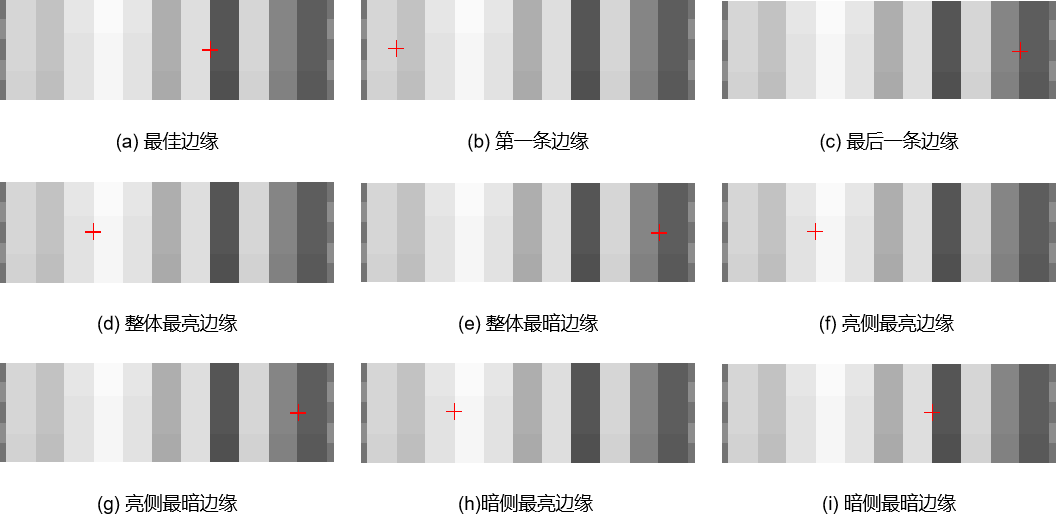 (a) 最佳边缘
(b) 第一条边缘
(c) 最后一条边缘
(d) 整体最亮边缘
(e) 整体最暗边缘
(f) 亮侧最亮边缘
(g) 亮侧最暗边缘
(h)暗侧最亮边缘
(i) 暗侧最暗边缘